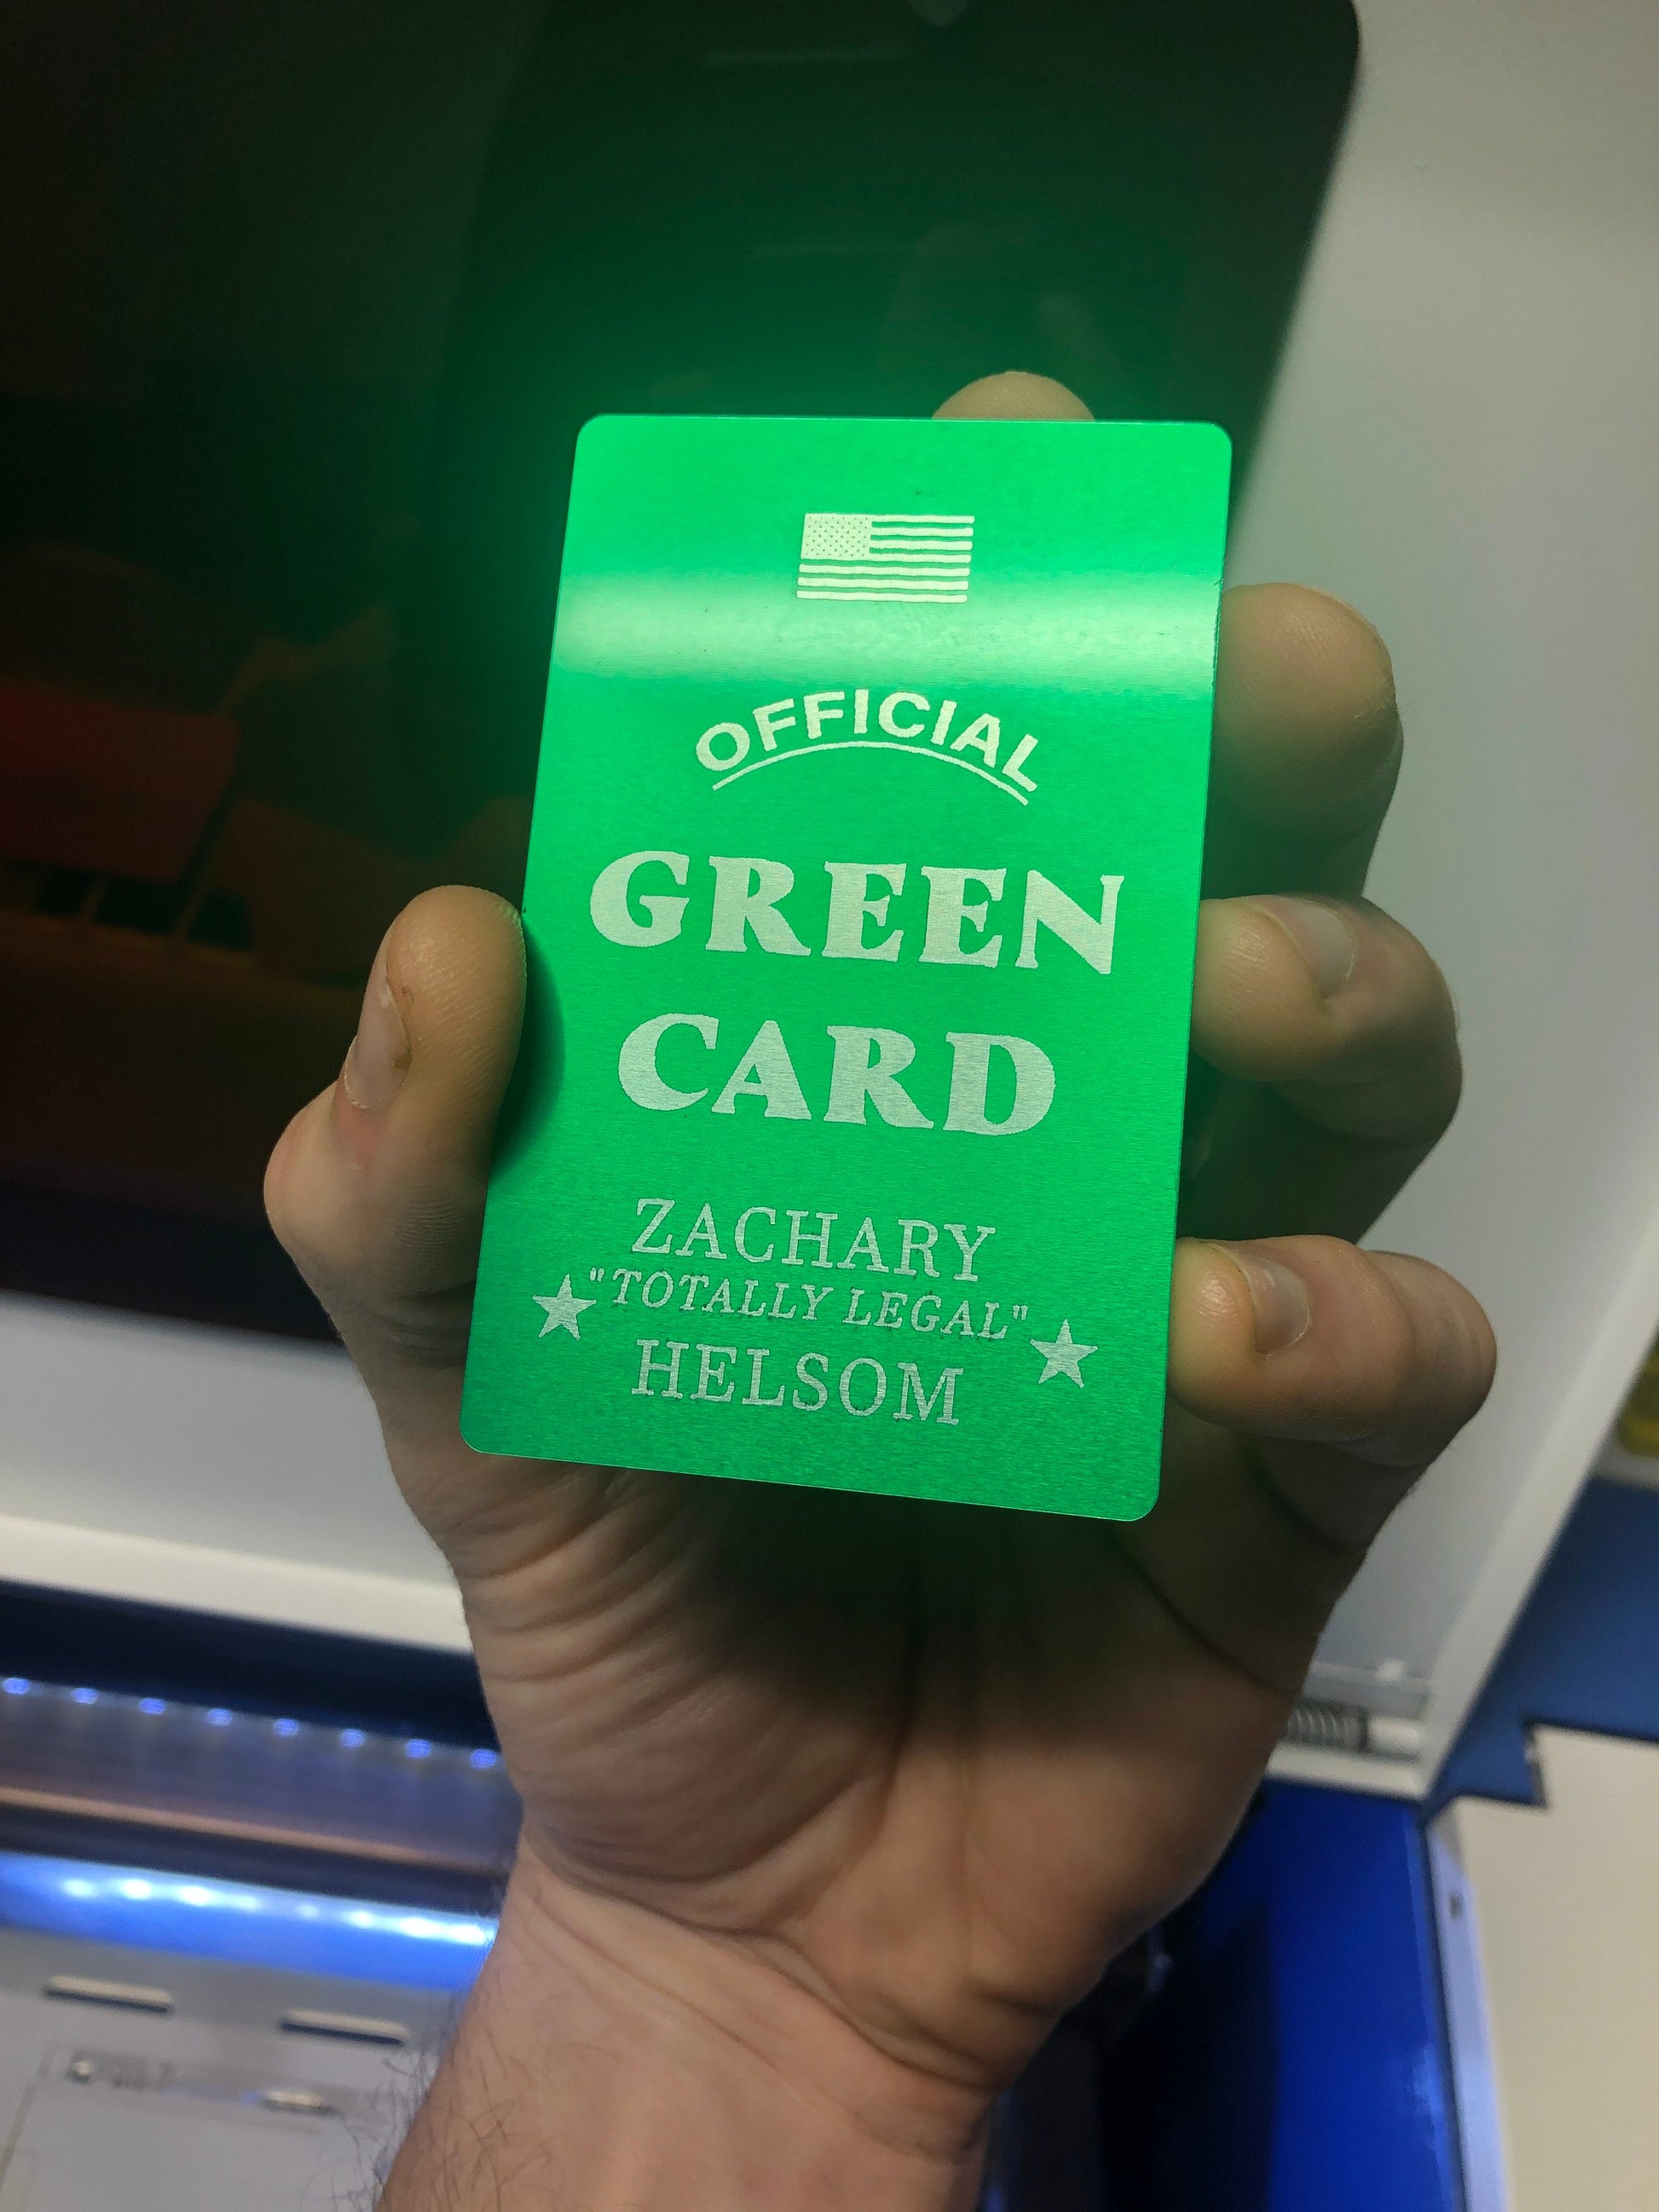 OFFICIAL
GREEN
CARD
ZACHARY
"TOTALLY LEGAL"
HELSOM